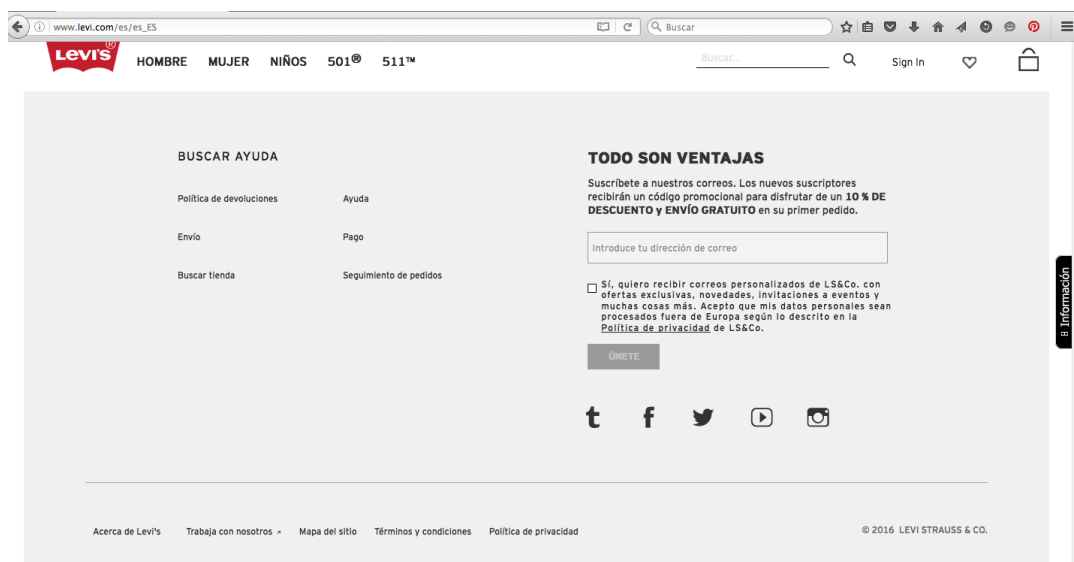 www.levi.com/es/es_ES
Buscar
Levi's®
HOMBRE MUJER NIÑOS 501® 511™
Buscar...
Sign In
BUSCAR AYUDA
Política de devoluciones Ayuda
Envío Pago
Buscar tienda Seguimiento de pedidos
TODO SON VENTAJAS
Suscríbete a nuestros correos. Los nuevos suscriptores
recibirán un código promocional para disfrutar de un 10 % DE
DESCUENTO y ENVÍO GRATUITO en su primer pedido.
Introduce tu dirección de correo
Sí, quiero recibir correos personalizados de LS&Co. con
ofertas exclusivas, novedades, invitaciones a eventos y
muchas cosas más. Acepto que mis datos personales sean
procesados fuera de Europa según lo descrito en la
Política de privacidad de LS&Co.
ÚNETE
Información
Acerca de Levi's Trabaja con nosotros Mapa del sitio Términos y condiciones Política de privacidad
© 2016 LEVI STRAUSS & CO.